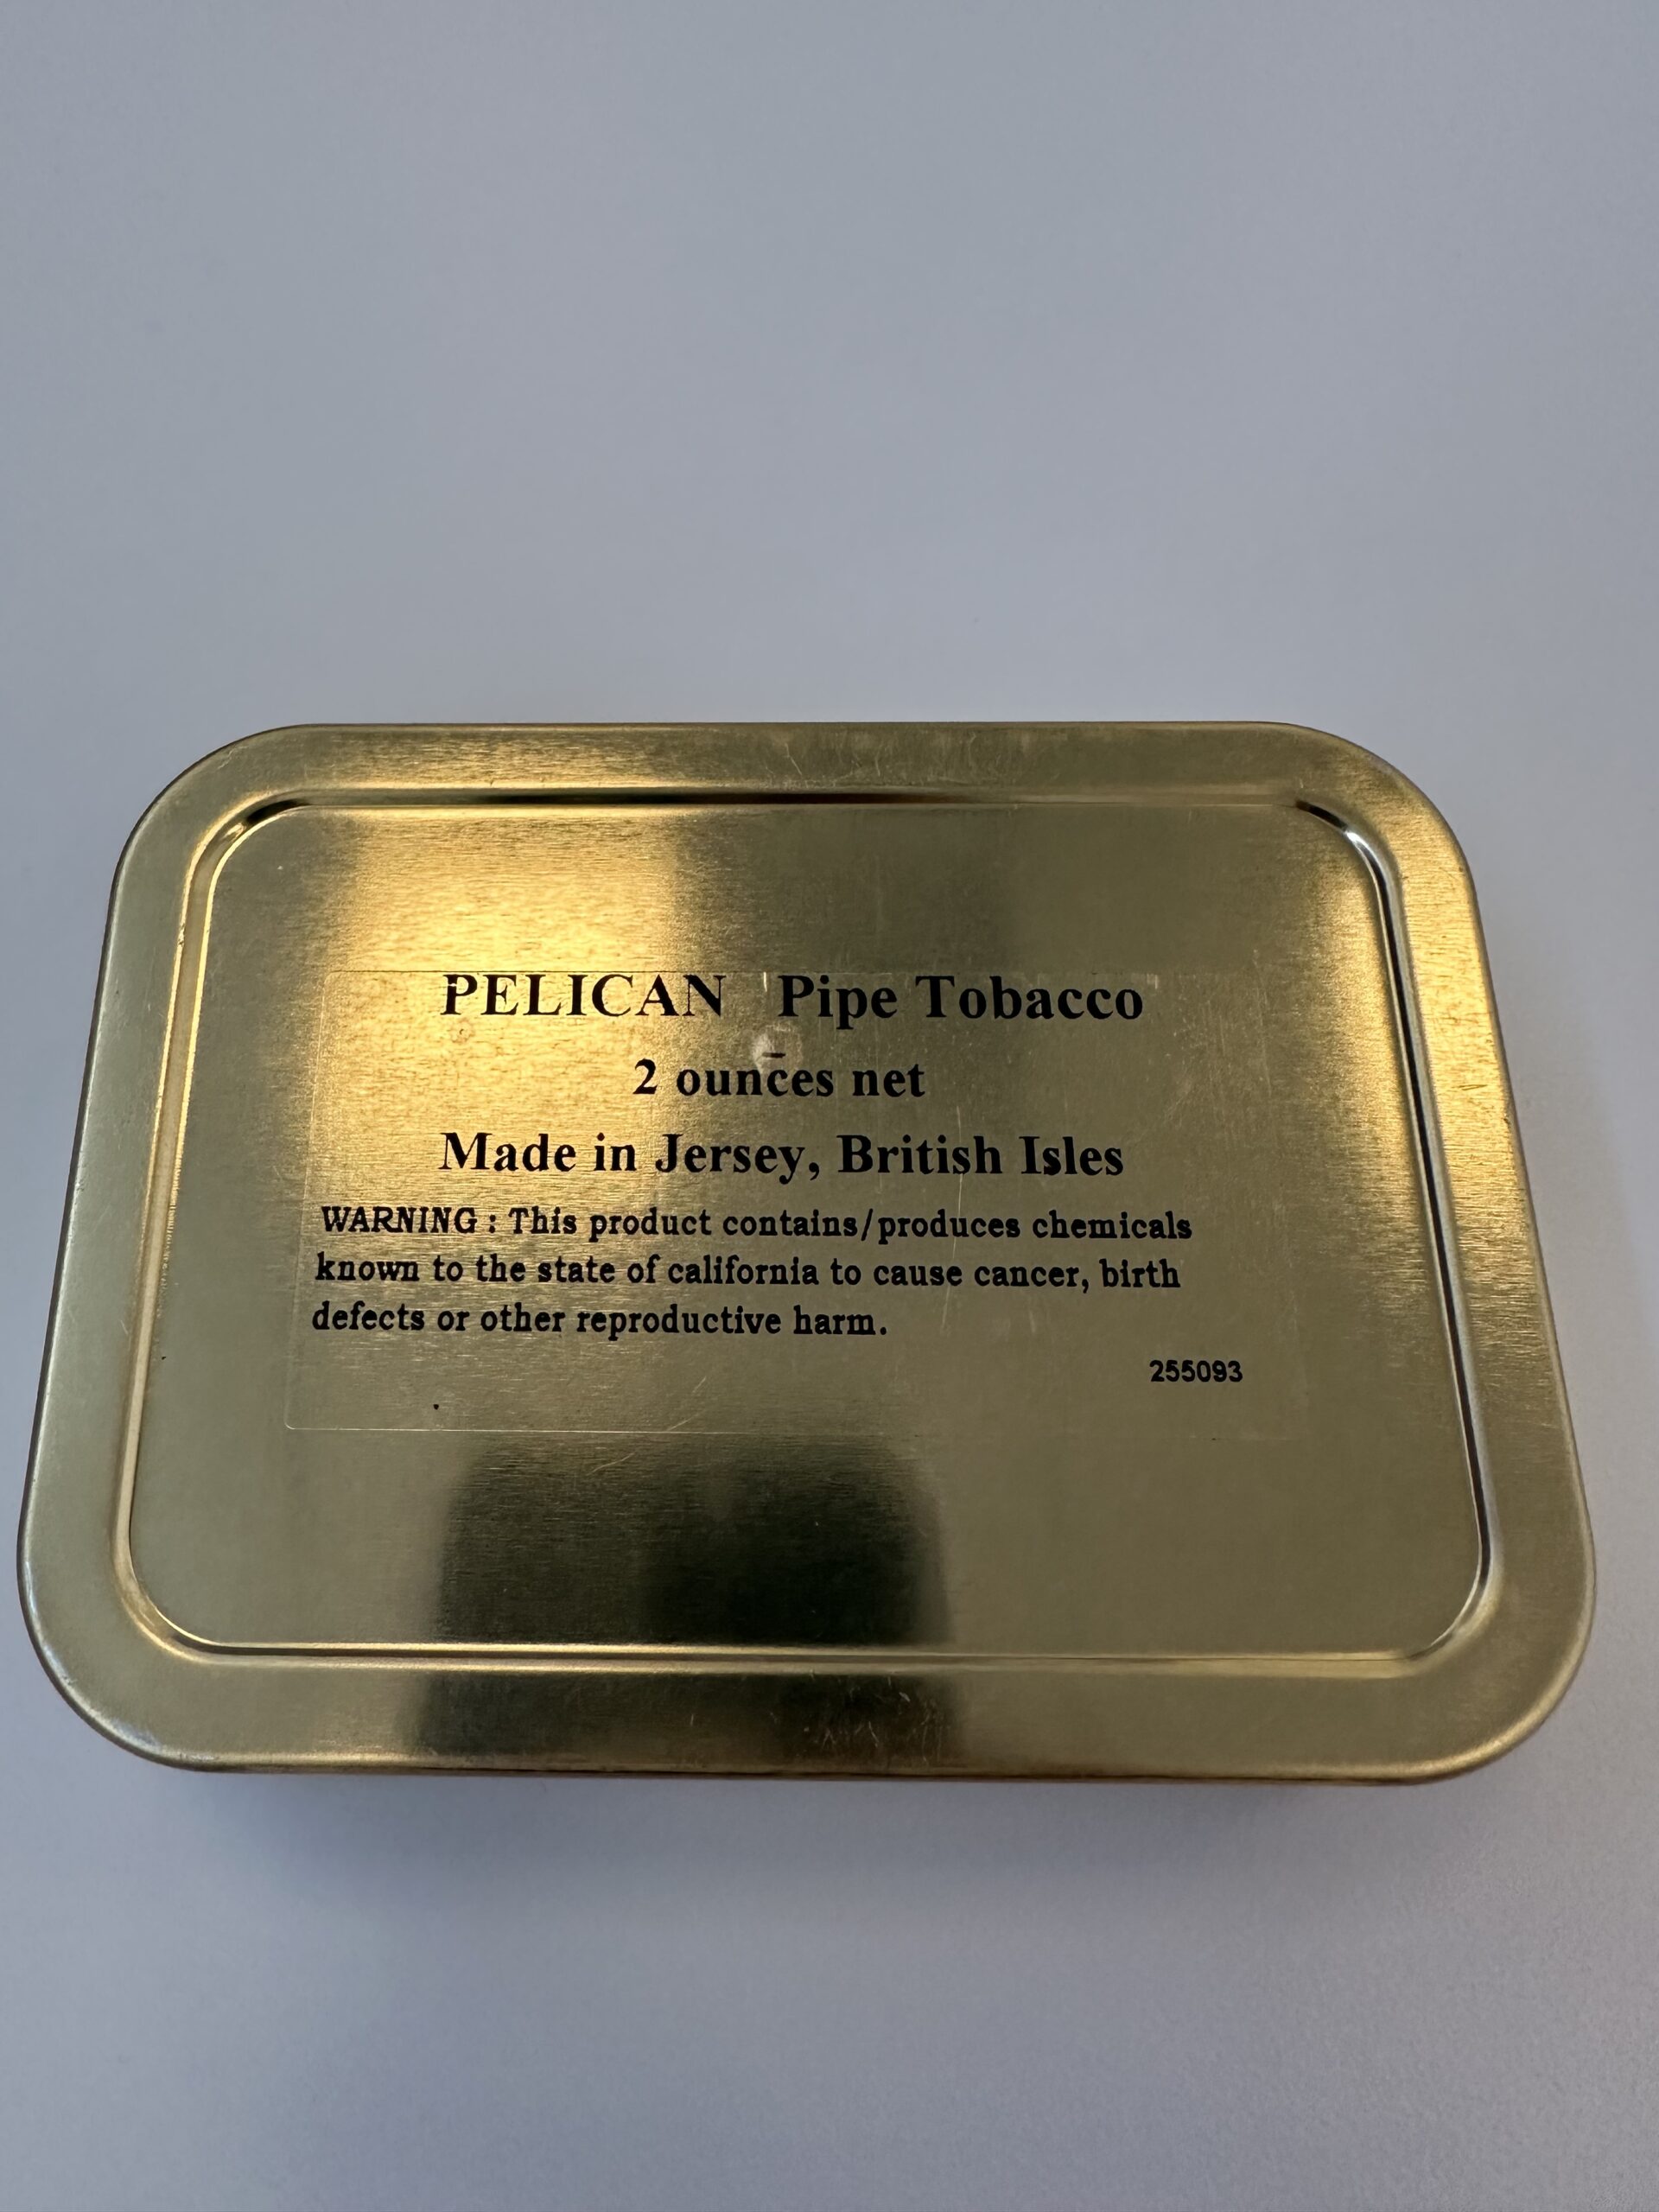 PELICAN Pipe Tobacco
2 ounces net
Made in Jersey, British Isles
WARNING : This product contains/produces chemicals
known to the state of california to cause cancer, birth
defects or other reproductive harm.
255093